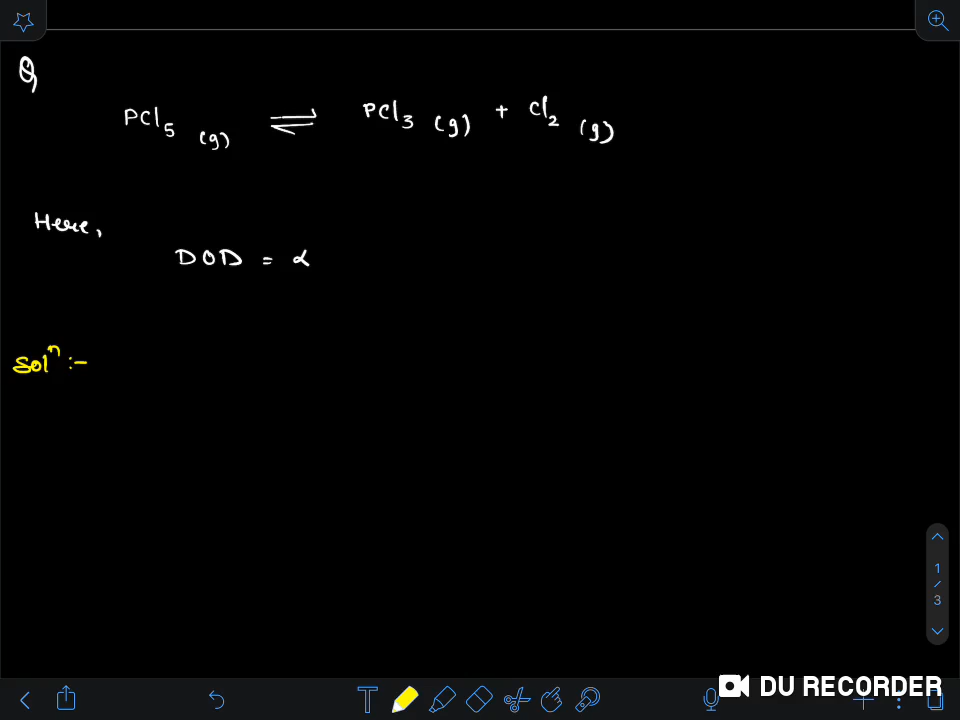 Q,
PCl5 (g) ⇌ PCl3 (g) + Cl2 (g)
Here,
DOD = α
Solⁿ :-
1
/
3
T
DU RECORDER